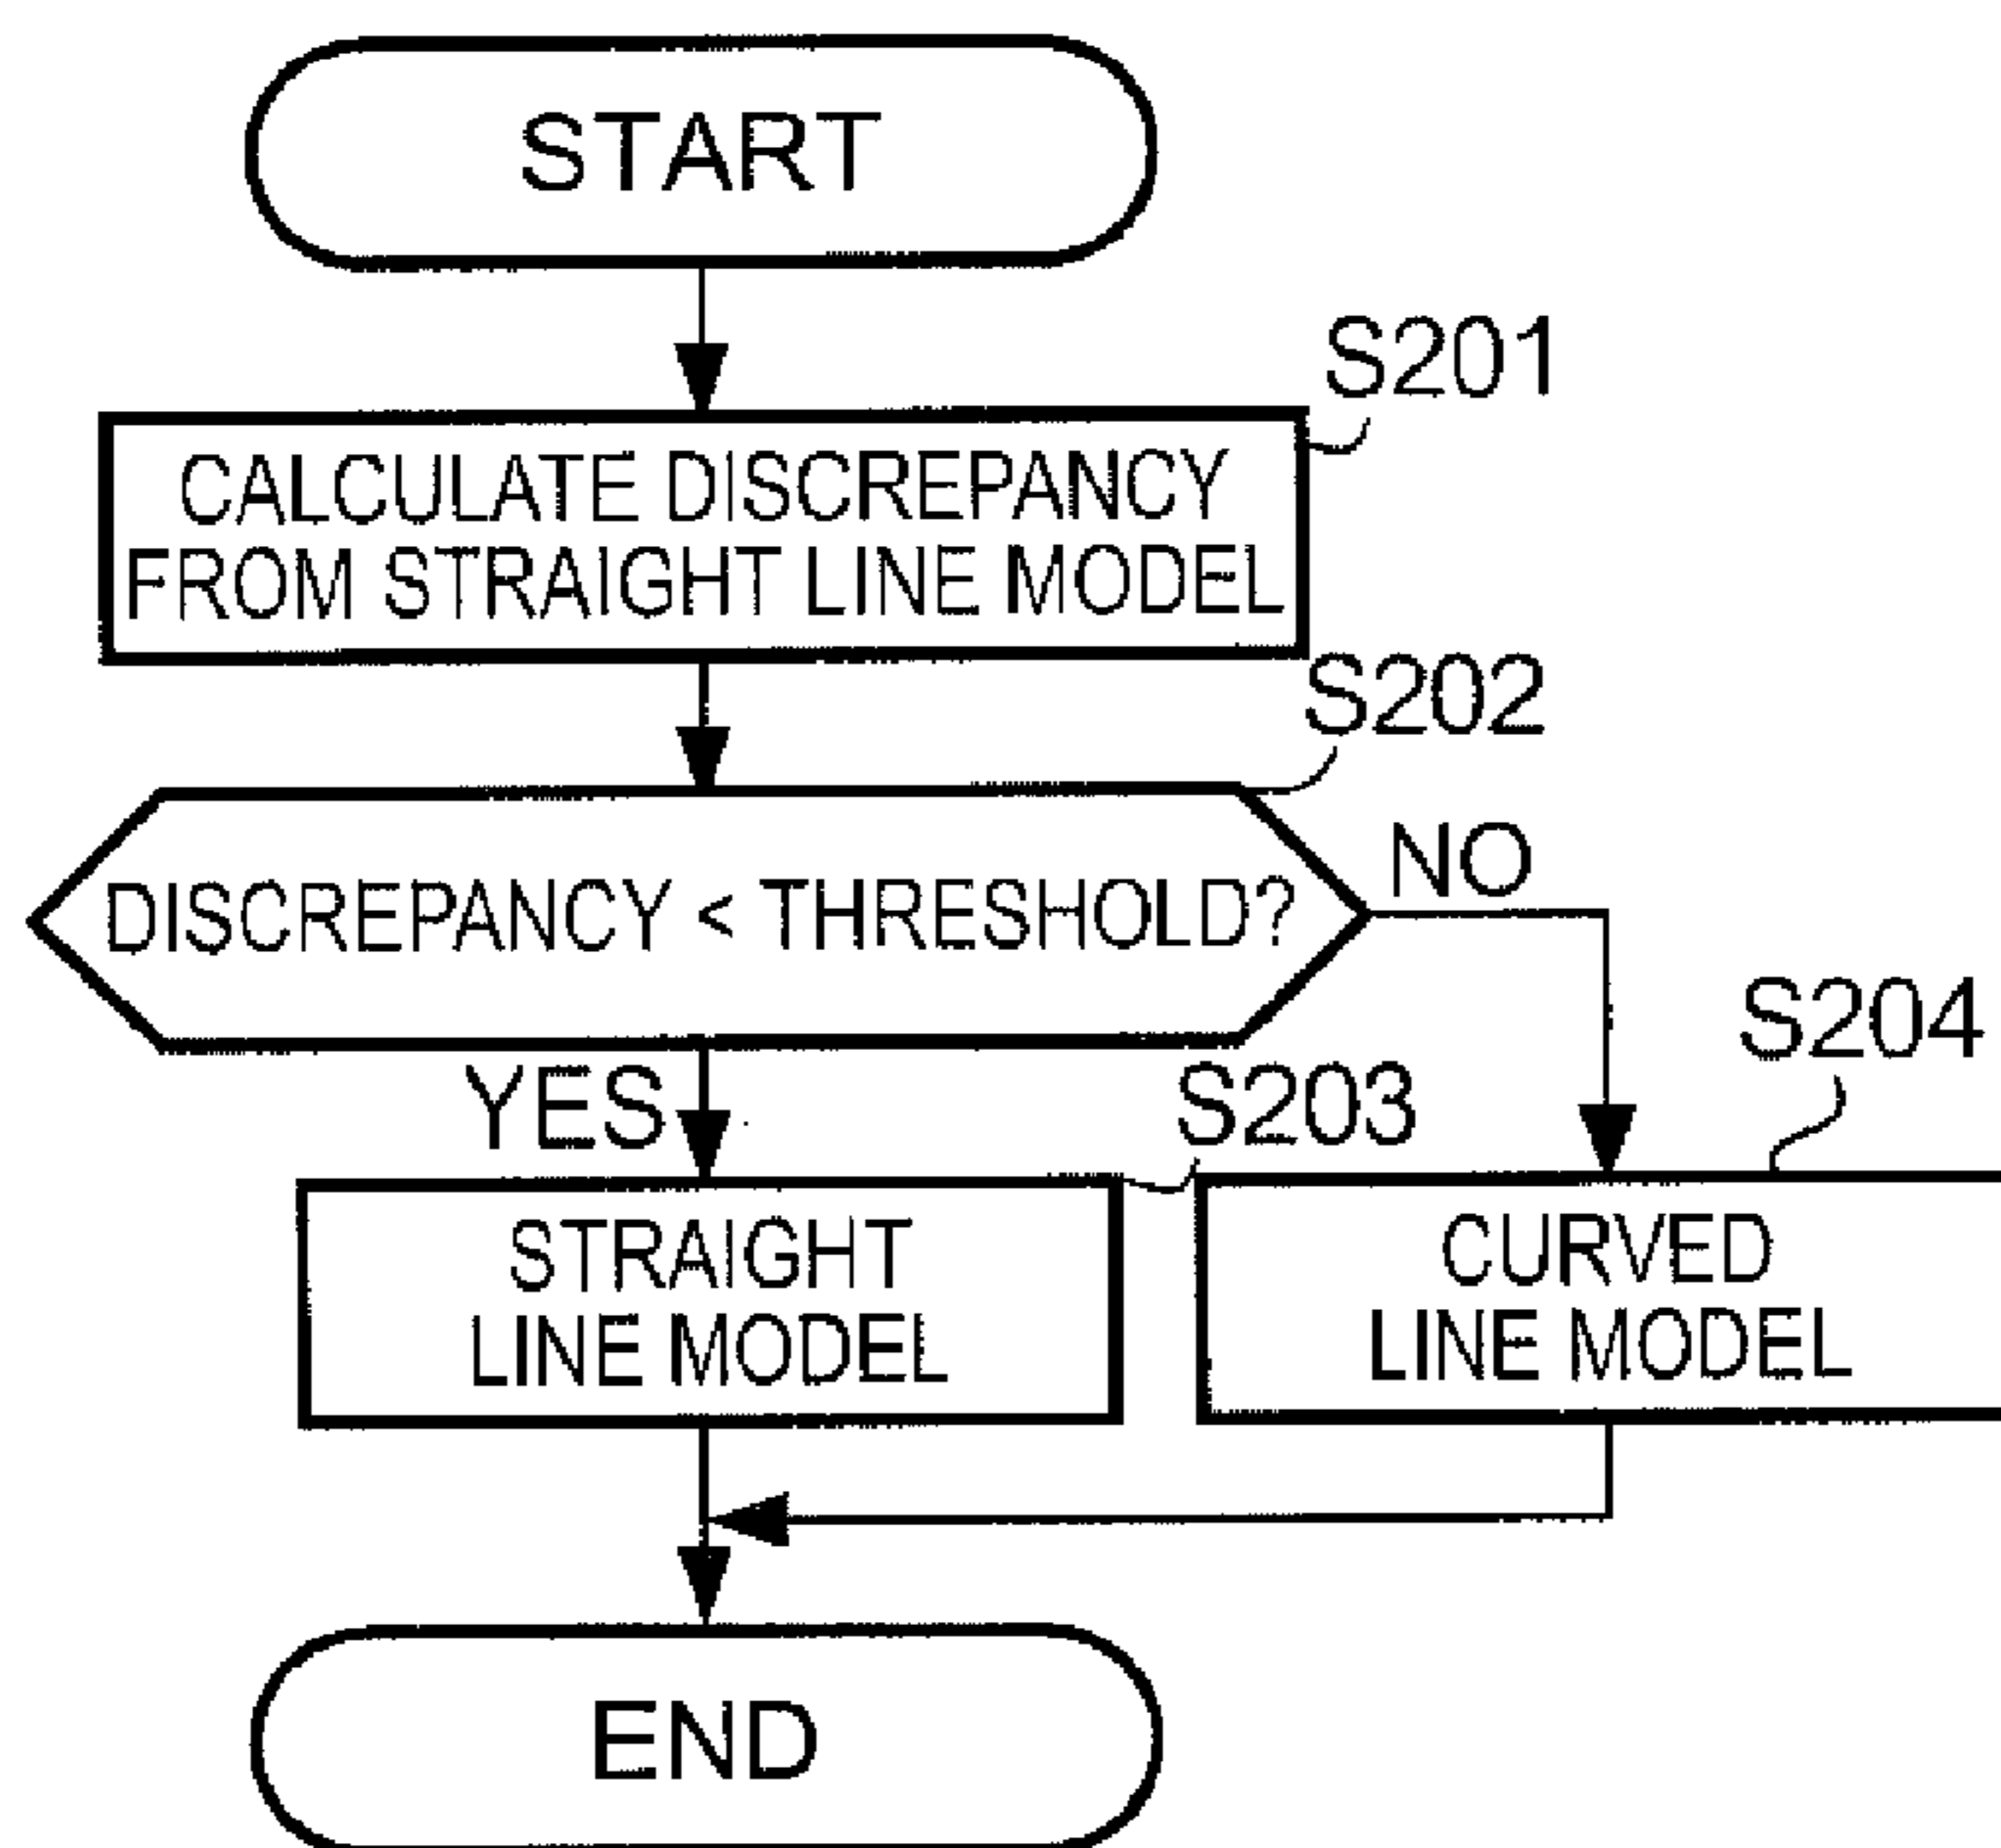 START
S201
CALCULATE DISCREPANCY
FROM STRAIGHT LINE MODEL
S202
DISCREPANCY < THRESHOLD?
NO
YES
S203
S204
STRAIGHT
LINE MODEL
CURVED
LINE MODEL
END